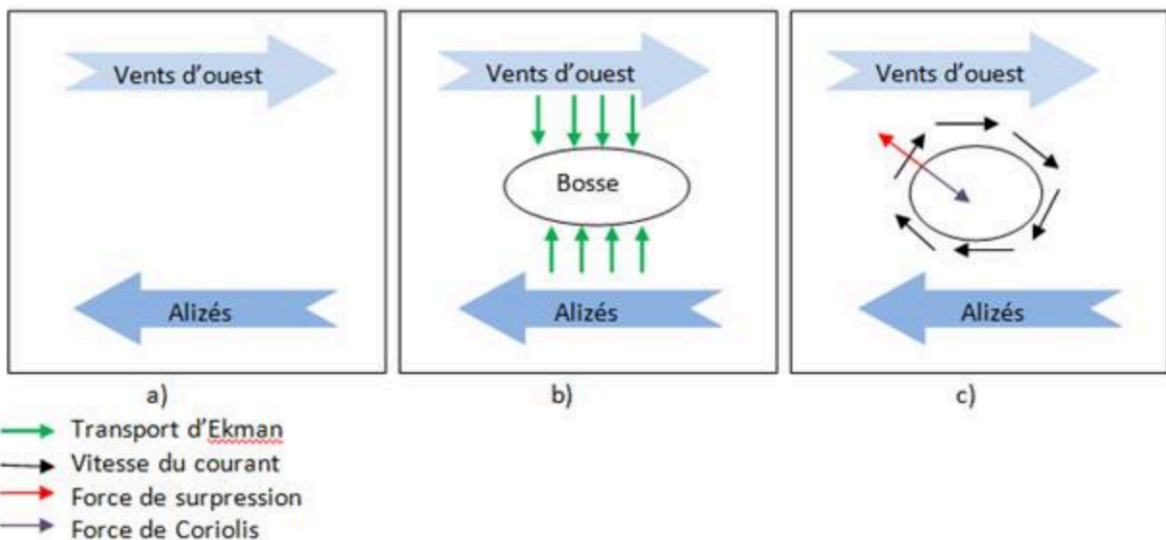 Vents d'ouest
Alizés
a)
Vents d'ouest
Bosse
Alizés
b)
Vents d'ouest
Alizés
c)
Transport d'Ekman
Vitesse du courant
Force de surpression
Force de Coriolis